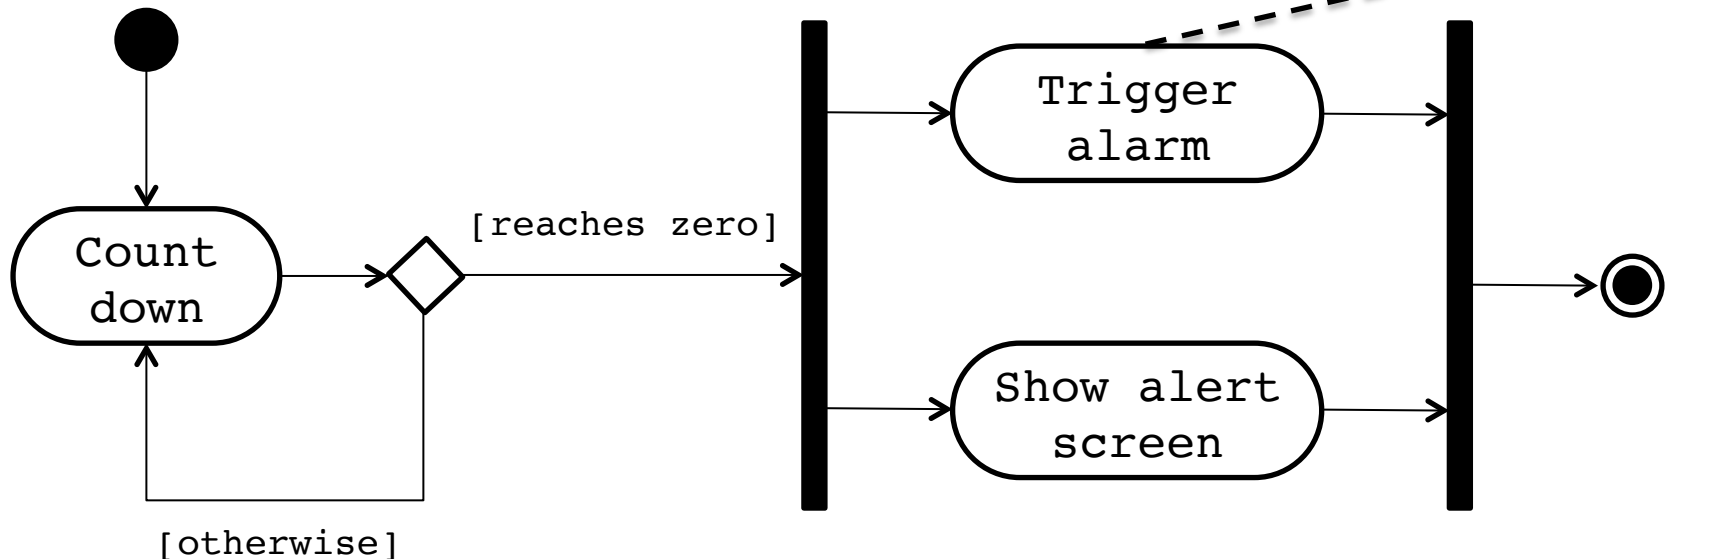 Trigger
alarm
[reaches zero]
Count
down
Show alert
screen
[otherwise]